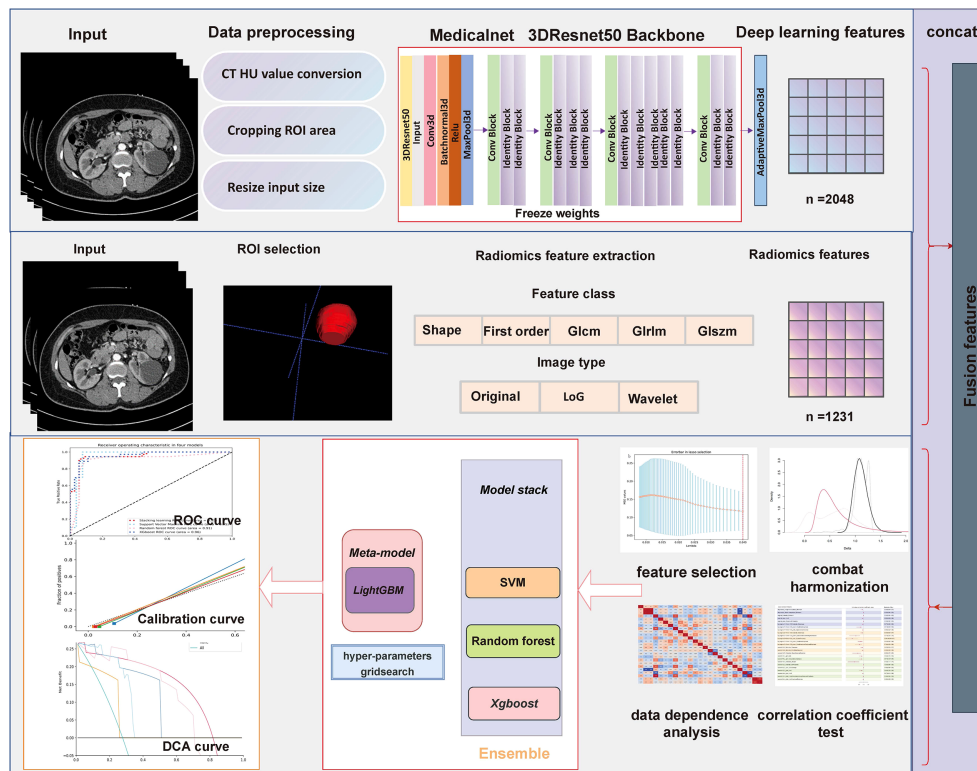 Input
Data preprocessing
CT HU value conversion
Cropping ROI area
Resize input size
Medicalnet 3DResnet50 Backbone
3DResnet50
Input
Conv3d
Batchnormal3d
Relu
MaxPool3d
Conv Block
Identity Block
Identity Block
Conv Block
Identity Block
Identity Block
Identity Block
Conv Block
Identity Block
Identity Block
Identity Block
Identity Block
Identity Block
Conv Block
Identity Block
Identity Block
Freeze weights
AdaptiveMaxPool3d
Deep learning features
n =2048
concat
Fusion features
Input
ROI selection
Radiomics feature extraction
Feature class
Shape
First order
Glcm
Glrlm
Glszm
Image type
Original
LoG
Wavelet
Radiomics features
n =1231
Receiver operating characteristic in four models
ROC curve
Fraction of positives
Calibration curve
DCA curve
Meta-model
LightGBM
hyper-parameters
gridsearch
Model stack
SVM
Random forest
Xgboost
Ensemble
feature selection
combat
harmonization
data dependence
analysis
correlation coefficient
test